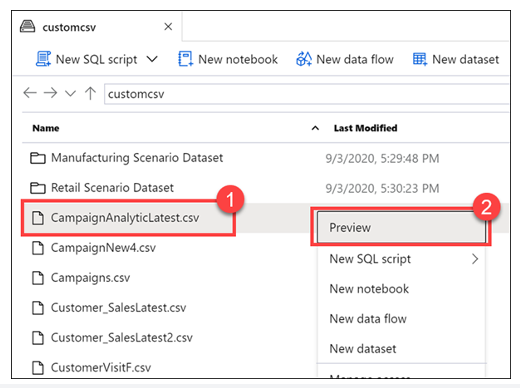 customcsv
New SQL script New notebook New data flow New dataset
customcsv
Name Last Modified
Manufacturing Scenario Dataset 9/3/2020, 5:29:48 PM
Retail Scenario Dataset 9/3/2020, 5:30:23 PM
1
CampaignAnalyticLatest.csv
2
Preview
CampaignNew4.csv
New SQL script
Campaigns.csv
New notebook
Customer_SalesLatest.csv
New data flow
Customer_SalesLatest2.csv
New dataset
CustomerVisitF.csv
Manage access